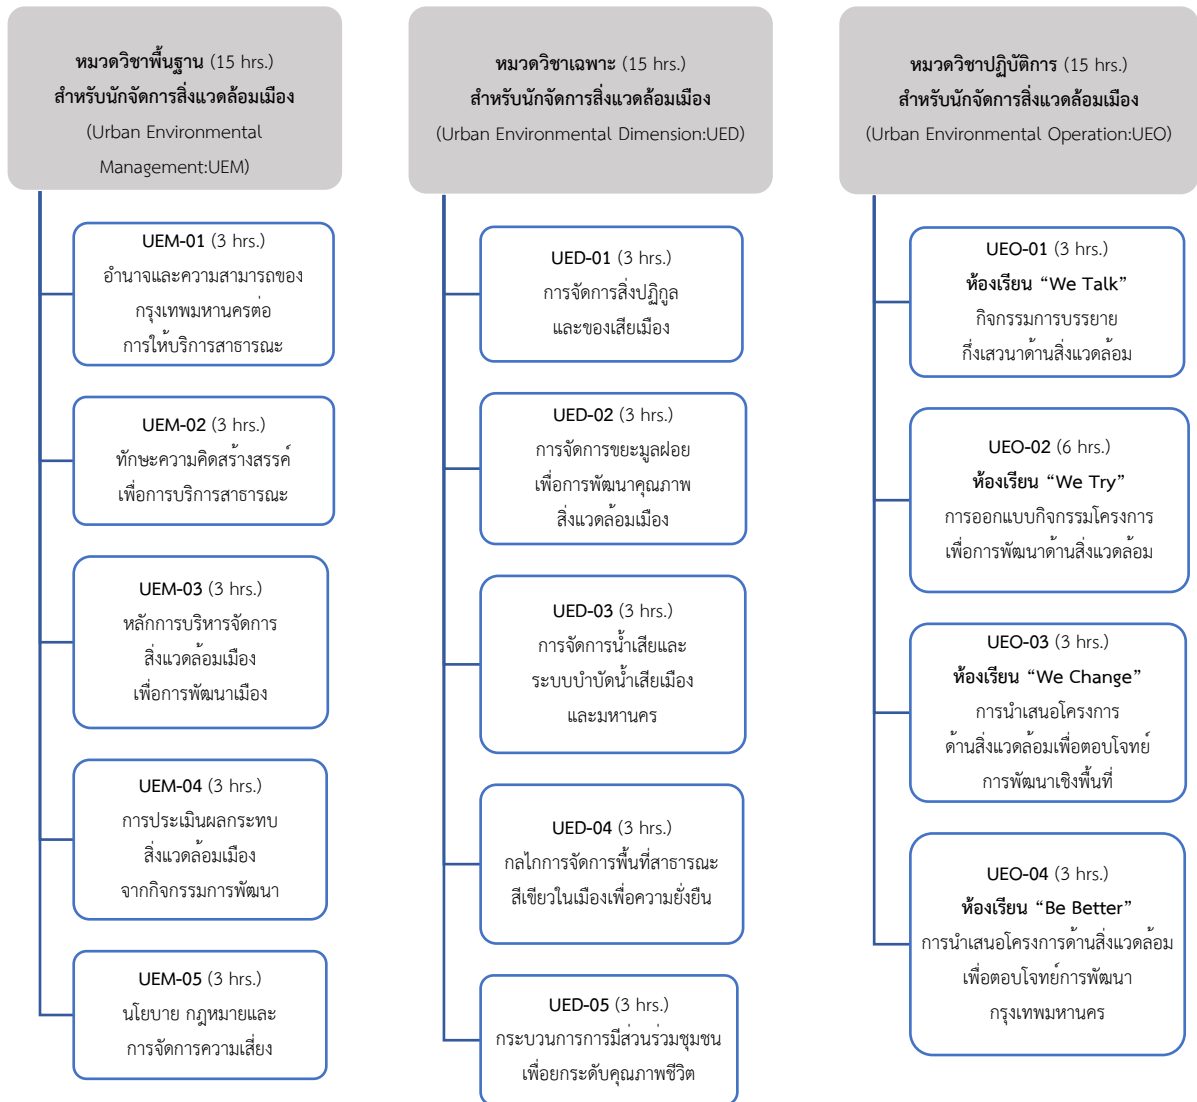 หมวดวิชาพื้นฐาน (15 hrs.)
สำหรับนักจัดการสิ่งแวดล้อมเมือง
(Urban Environmental
Management:UEM)
UEM-01 (3 hrs.)
อำนาจและความสามารถของ
กรุงเทพมหานครต่อ
การให้บริการสาธารณะ
UEM-02 (3 hrs.)
ทักษะความคิดสร้างสรรค์
เพื่อการบริการสาธารณะ
UEM-03 (3 hrs.)
หลักการบริหารจัดการ
สิ่งแวดล้อมเมือง
เพื่อการพัฒนาเมือง
UEM-04 (3 hrs.)
การประเมินผลกระทบ
สิ่งแวดล้อมเมือง
จากกิจกรรมการพัฒนา
UEM-05 (3 hrs.)
นโยบาย กฎหมายและ
การจัดการความเสี่ยง
หมวดวิชาเฉพาะ (15 hrs.)
สำหรับนักจัดการสิ่งแวดล้อมเมือง
(Urban Environmental Dimension:UED)
UED-01 (3 hrs.)
การจัดการสิ่งปฏิกูล
และของเสียเมือง
UED-02 (3 hrs.)
การจัดการขยะมูลฝอย
เพื่อการพัฒนาคุณภาพ
สิ่งแวดล้อมเมือง
UED-03 (3 hrs.)
การจัดการน้ำเสียและ
ระบบบำบัดน้ำเสียเมือง
และมหานคร
UED-04 (3 hrs.)
กลไกการจัดการพื้นที่สาธารณะ
สีเขียวในเมืองเพื่อความยั่งยืน
UED-05 (3 hrs.)
กระบวนการการมีส่วนร่วมชุมชน
เพื่อยกระดับคุณภาพชีวิต
หมวดวิชาปฏิบัติการ (15 hrs.)
สำหรับนักจัดการสิ่งแวดล้อมเมือง
(Urban Environmental Operation:UEO)
UEO-01 (3 hrs.)
ห้องเรียน “We Talk”
กิจกรรมการบรรยาย
กึ่งเสวนาด้านสิ่งแวดล้อม
UEO-02 (6 hrs.)
ห้องเรียน “We Try”
การออกแบบกิจกรรมโครงการ
เพื่อการพัฒนาด้านสิ่งแวดล้อม
UEO-03 (3 hrs.)
ห้องเรียน “We Change”
การนำเสนอโครงการ
ด้านสิ่งแวดล้อมเพื่อตอบโจทย์
การพัฒนาเชิงพื้นที่
UEO-04 (3 hrs.)
ห้องเรียน “Be Better”
การนำเสนอโครงการด้านสิ่งแวดล้อม
เพื่อตอบโจทย์การพัฒนา
กรุงเทพมหานคร